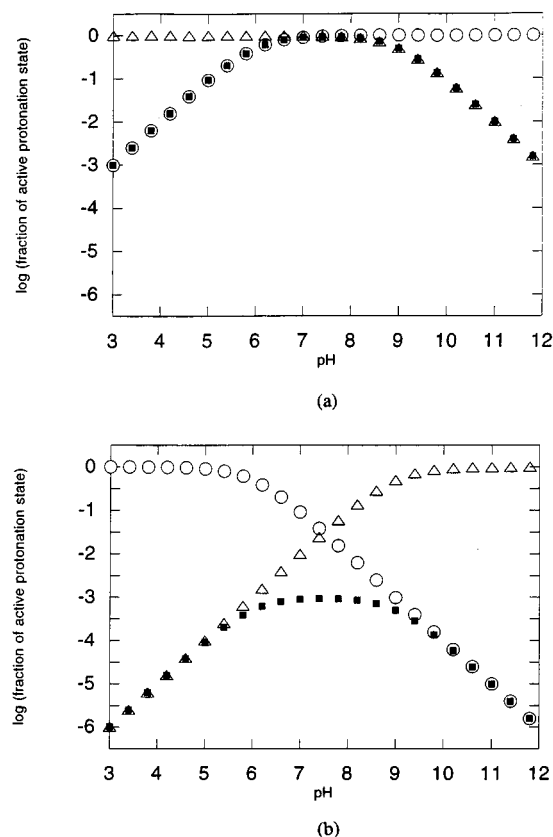 log (fraction of active protonation state)
0
-1
-2
-3
-4
-5
-6
3 4 5 6 7 8 9 10 11 12
pH
(a)
log (fraction of active protonation state)
0
-1
-2
-3
-4
-5
-6
3 4 5 6 7 8 9 10 11 12
pH
(b)